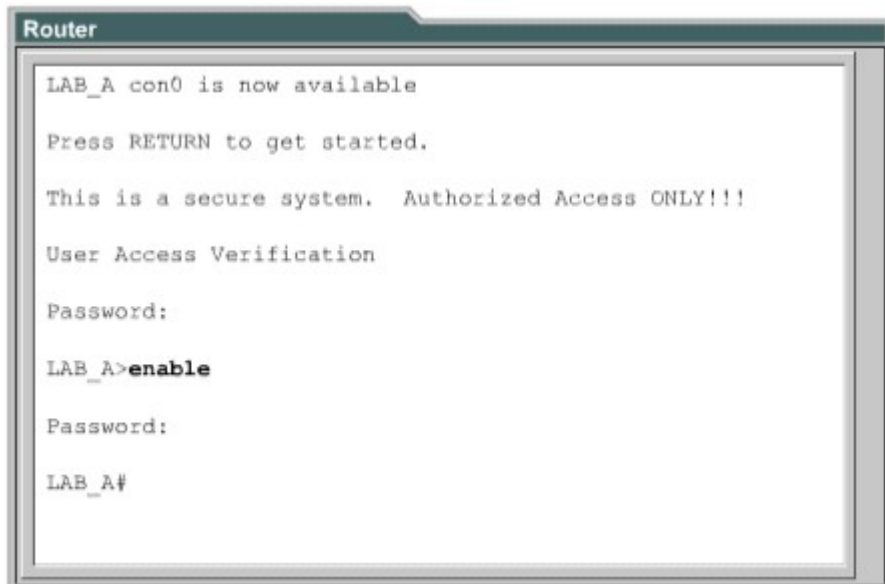 Router
LAB_A con0 is now available
Press RETURN to get started.
This is a secure system.  Authorized Access ONLY!!!
User Access Verification
Password:
LAB_A>enable
Password:
LAB_A#